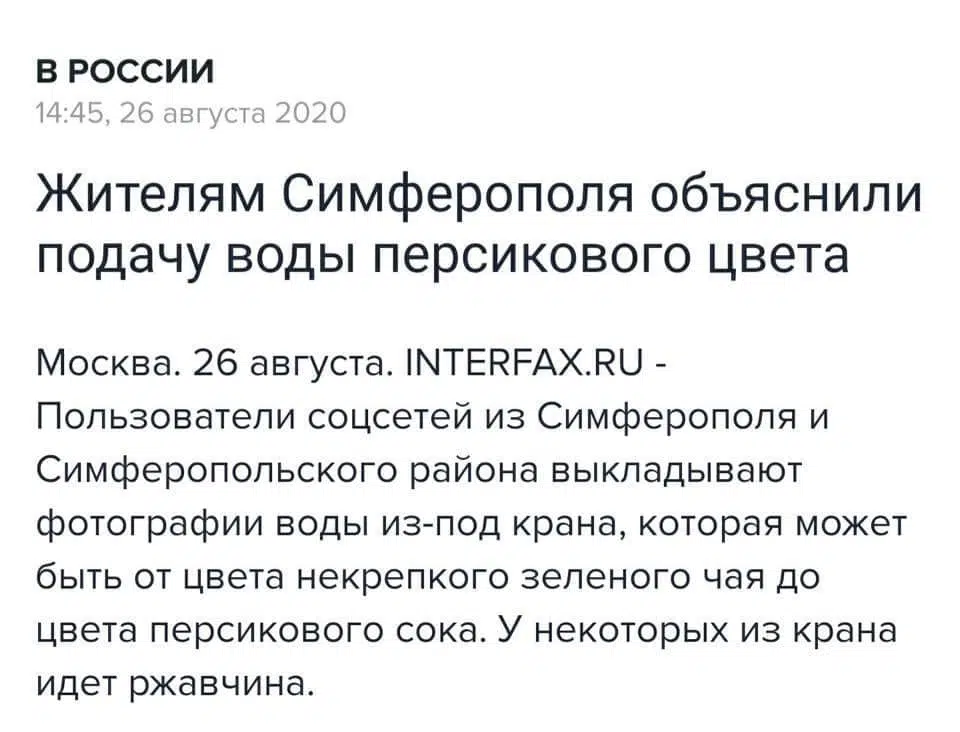 В РОССИИ
14:45, 26 августа 2020
Жителям Симферополя объяснили
подачу воды персикового цвета
Москва. 26 августа. INTERFAX.RU -
Пользователи соцсетей из Симферополя и
Симферопольского района выкладывают
фотографии воды из-под крана, которая может
быть от цвета некрепкого зеленого чая до
цвета персикового сока. У некоторых из крана
идет ржавчина.